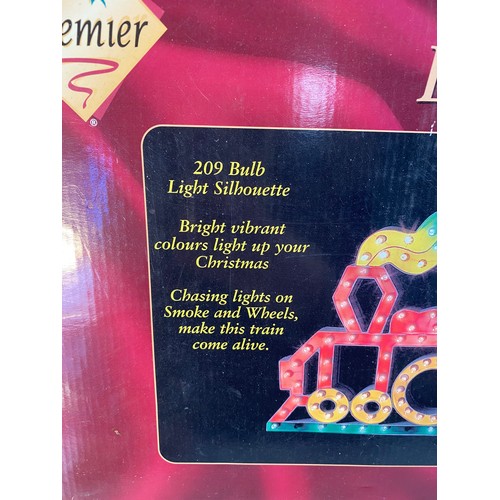 emier
®
209 Bulb
Light Silhouette
Bright vibrant
colours light up your
Christmas
Chasing lights on
Smoke and Wheels,
make this train
come alive.